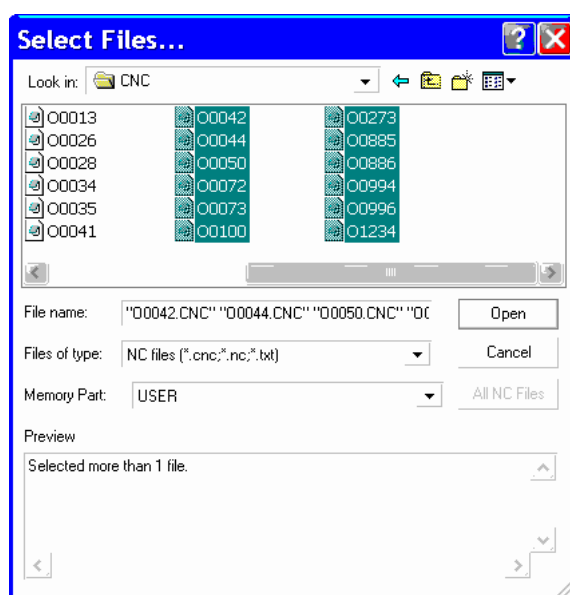 Select Files...
Look in: CNC
O0013 O0042 O0273
O0026 O0044 O0885
O0028 O0050 O0886
O0034 O0072 O0994
O0035 O0073 O0996
O0041 O0100 O1234
File name: "O0042.CNC" "O0044.CNC" "O0050.CNC" "O( Open
Files of type: NC files (*.cnc;*.nc;*.txt) Cancel
Memory Part: USER All NC Files
Preview
Selected more than 1 file.